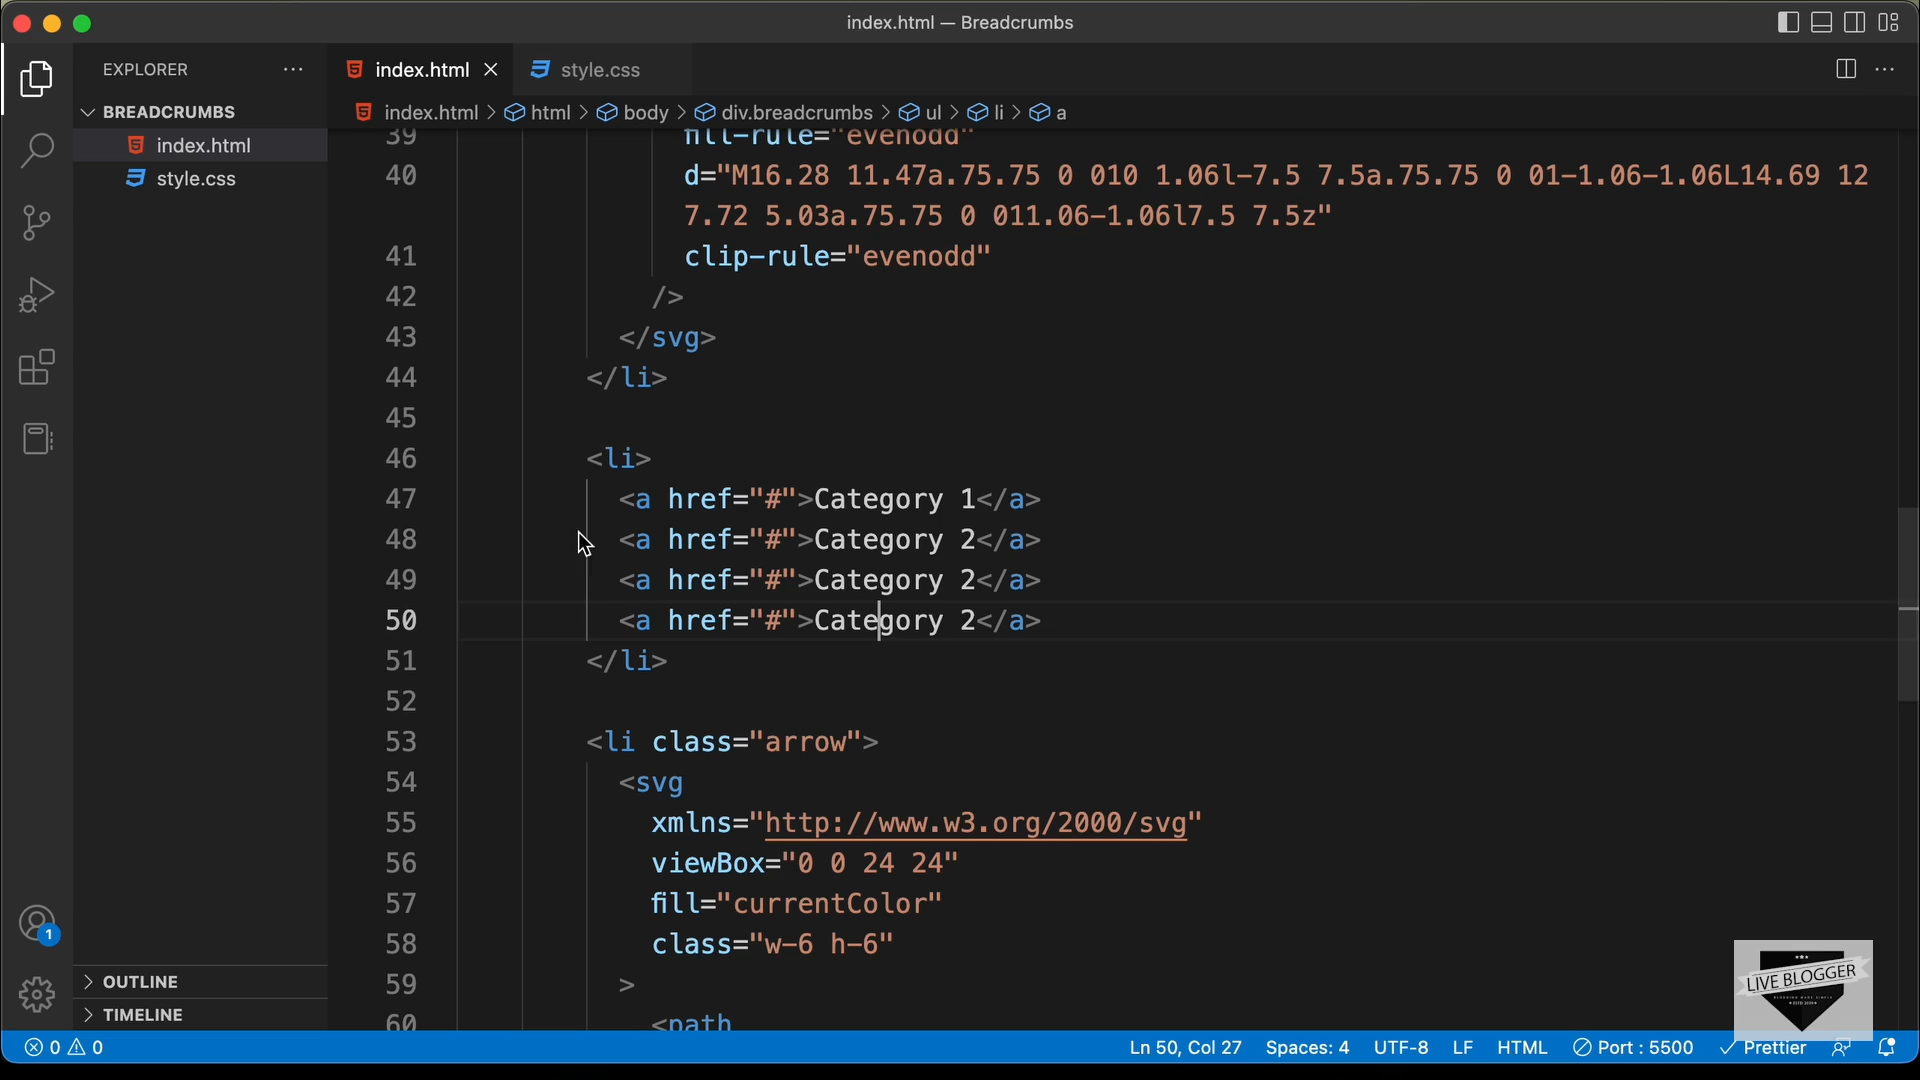 index.html — Breadcrumbs
EXPLORER
index.html
style.css
BREADCRUMBS
index.html
style.css
index.html > html > body > div.breadcrumbs > ul > li > a
39 fill-rule="evenodd"
40 d="M16.28 11.47a.75.75 0 010 1.06l-7.5 7.5a.75.75 0 01-1.06-1.06L14.69 12
7.72 5.03a.75.75 0 011.06-1.06l7.5 7.5z"
41 clip-rule="evenodd"
42 />
43 </svg>
44 </li>
45
46 <li>
47 <a href="#">Category 1</a>
48 <a href="#">Category 2</a>
49 <a href="#">Category 2</a>
50 <a href="#">Category 2</a>
51 </li>
52
53 <li class="arrow">
54 <svg
55 xmlns="http://www.w3.org/2000/svg"
56 viewBox="0 0 24 24"
57 fill="currentColor"
58 class="w-6 h-6"
59 >
60 <path
1
OUTLINE
TIMELINE
LIVE BLOGGER
0 0
Ln 50, Col 27 Spaces: 4 UTF-8 LF HTML Port : 5500 Prettier